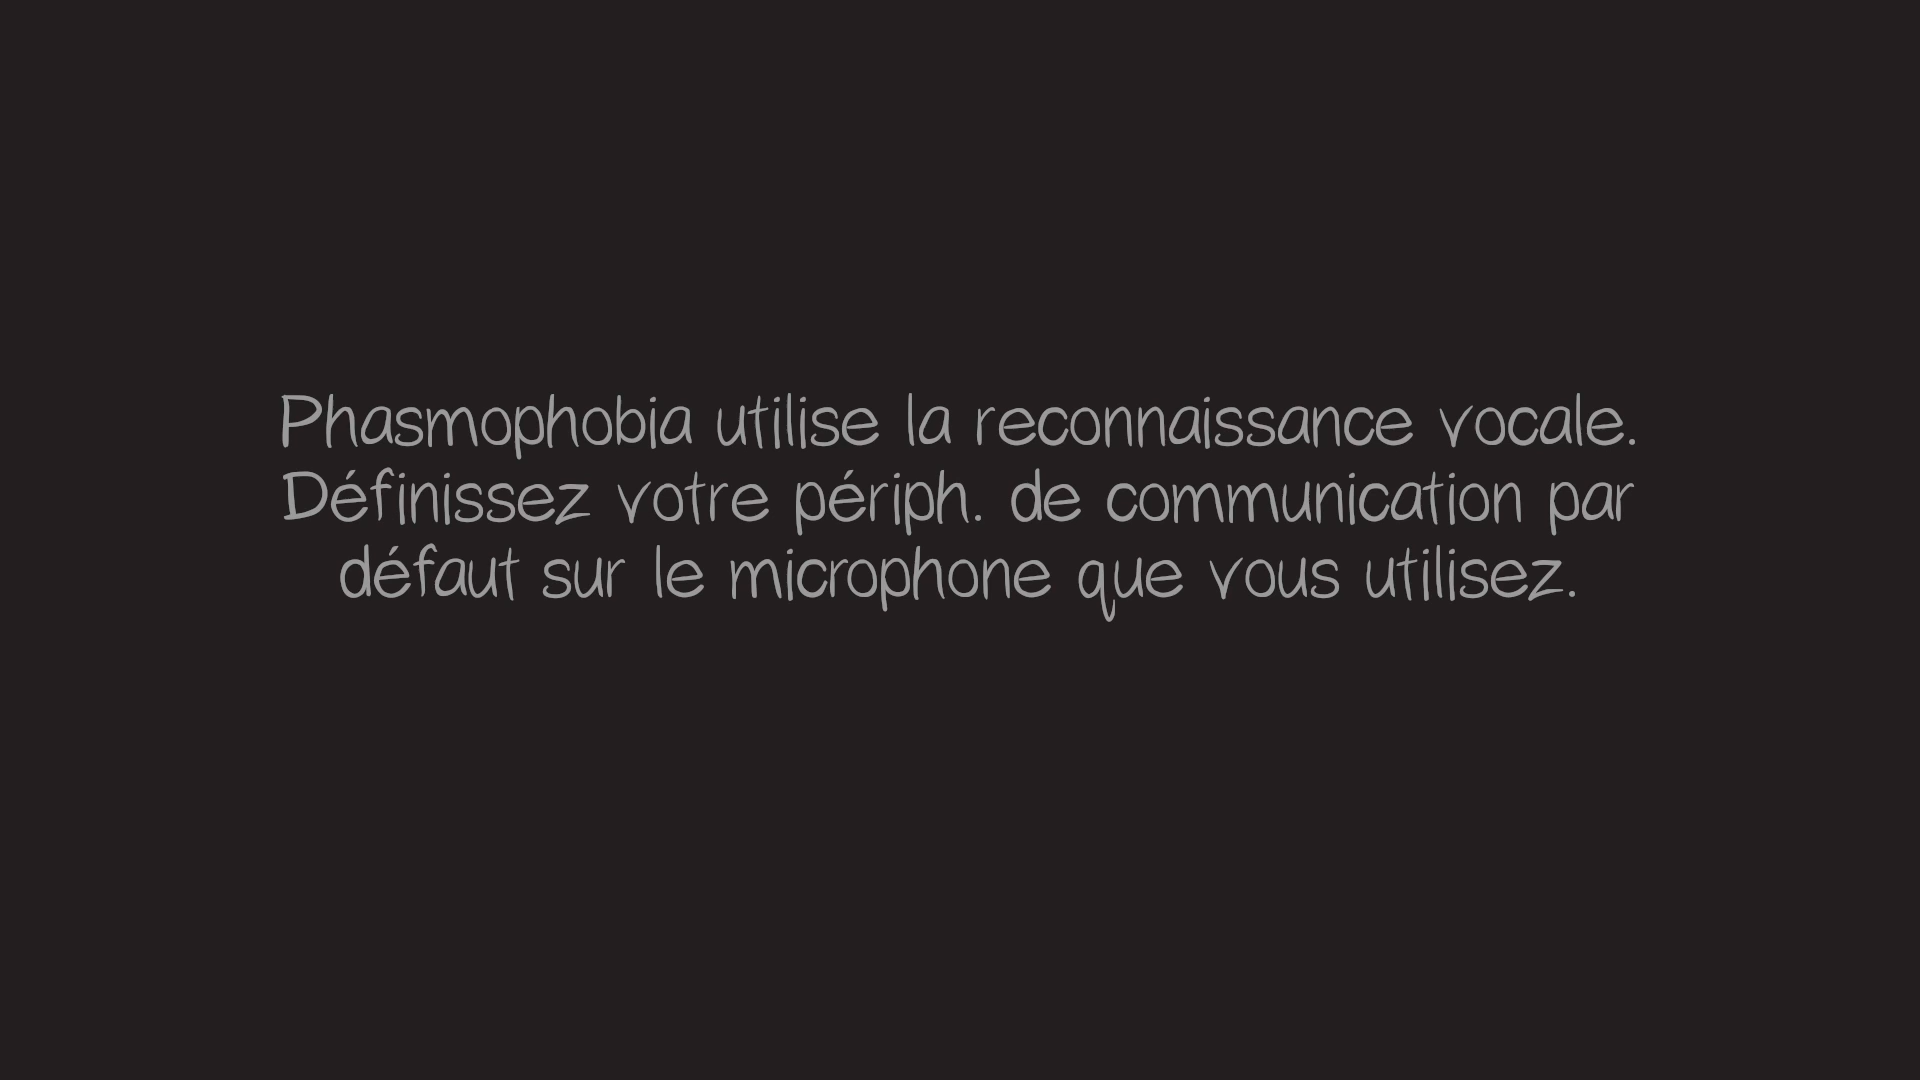 Phasmophobia utilise la reconnaissance vocale.
Définissez votre périph. de communication par
défaut sur le microphone que vous utilisez.